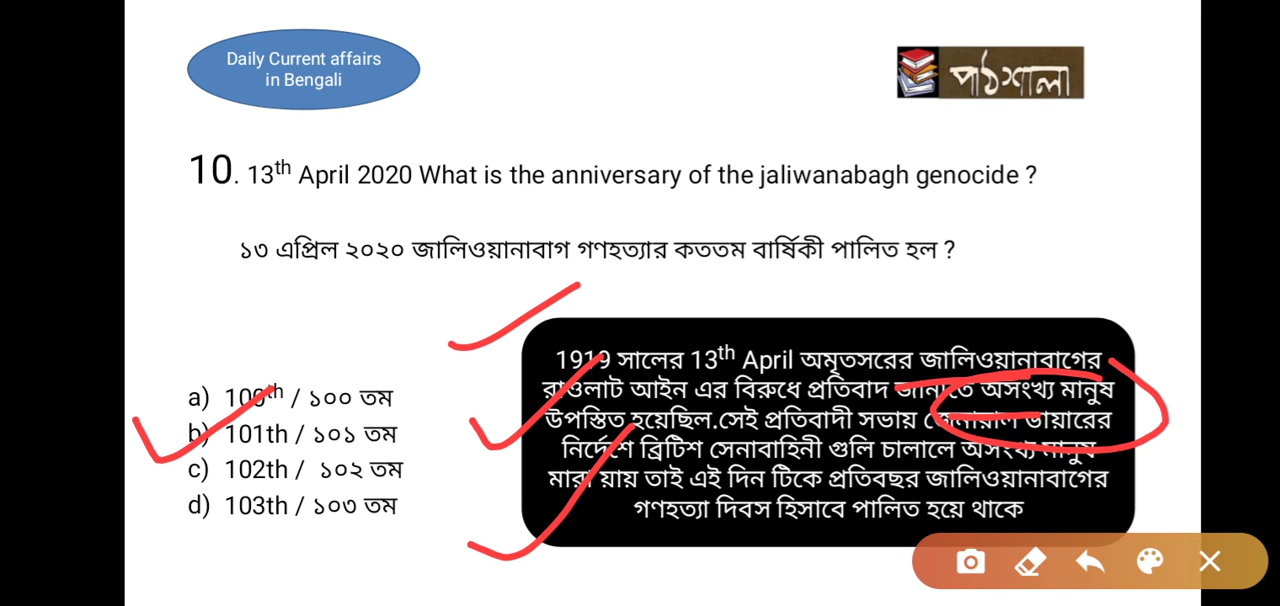 Daily Current affairs
in Bengali
পাঠশালা
10. 13th April 2020 What is the anniversary of the jaliwanabagh genocide ?
১৩ এপ্রিল ২০২০ জালিওয়ানাবাগ গণহত্যার কততম বার্ষিকী পালিত হল ?
a) 100th / ১০০ তম
b) 101th / ১০১ তম
c) 102th / ১০২ তম
d) 103th / ১০৩ তম
1919 সালের 13th April অমৃতসরের জালিওয়ানাবাগের
রাওলাট আইন এর বিরুধে প্রতিবাদ জানাতে অসংখ্য মানুষ
উপস্তিত হয়েছিল.সেই প্রতিবাদী সভায় জেনারাল ডায়ারের
নির্দেশে ব্রিটিশ সেনাবাহিনী গুলি চালালে অসংখ্য মানুষ
মারা য়ায় তাই এই দিন টিকে প্রতিবছর জালিওয়ানাবাগের
গণহত্যা দিবস হিসাবে পালিত হয়ে থাকে